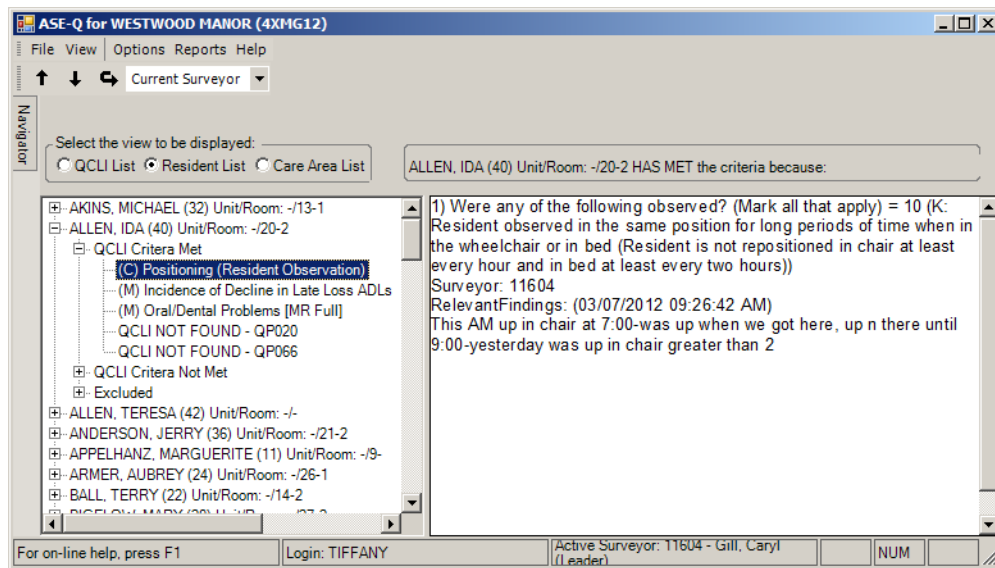 ASE-Q for WESTWOOD MANOR (4XMG12)
File View Options Reports Help
Current Surveyor
Navigator
Select the view to be displayed:
QCLI List Resident List Care Area List
ALLEN, IDA (40) Unit/Room: -/20-2 HAS MET the criteria because:
AKINS, MICHAEL (32) Unit/Room: -/13-1
ALLEN, IDA (40) Unit/Room: -/20-2
QCLI Critera Met
(C) Positioning (Resident Observation)
(M) Incidence of Decline in Late Loss ADLs
(M) Oral/Dental Problems [MR Full]
QCLI NOT FOUND - QP020
QCLI NOT FOUND - QP066
QCLI Critera Not Met
Excluded
ALLEN, TERESA (42) Unit/Room: -/-
ANDERSON, JERRY (36) Unit/Room: -/21-2
APPELHANZ, MARGUERITE (11) Unit/Room: -/9-
ARMER, AUBREY (24) Unit/Room: -/26-1
BALL, TERRY (22) Unit/Room: -/14-2
1) Were any of the following observed? (Mark all that apply) = 10 (K:
Resident observed in the same position for long periods of time when in
the wheelchair or in bed (Resident is not repositioned in chair at least
every hour and in bed at least every two hours))
Surveyor: 11604
RelevantFindings: (03/07/2012 09:26:42 AM)
This AM up in chair at 7:00-was up when we got here, up n there until
9:00-yesterday was up in chair greater than 2
For on-line help, press F1
Login: TIFFANY
Active Surveyor: 11604 - Gill, Caryl
(Leader)
NUM